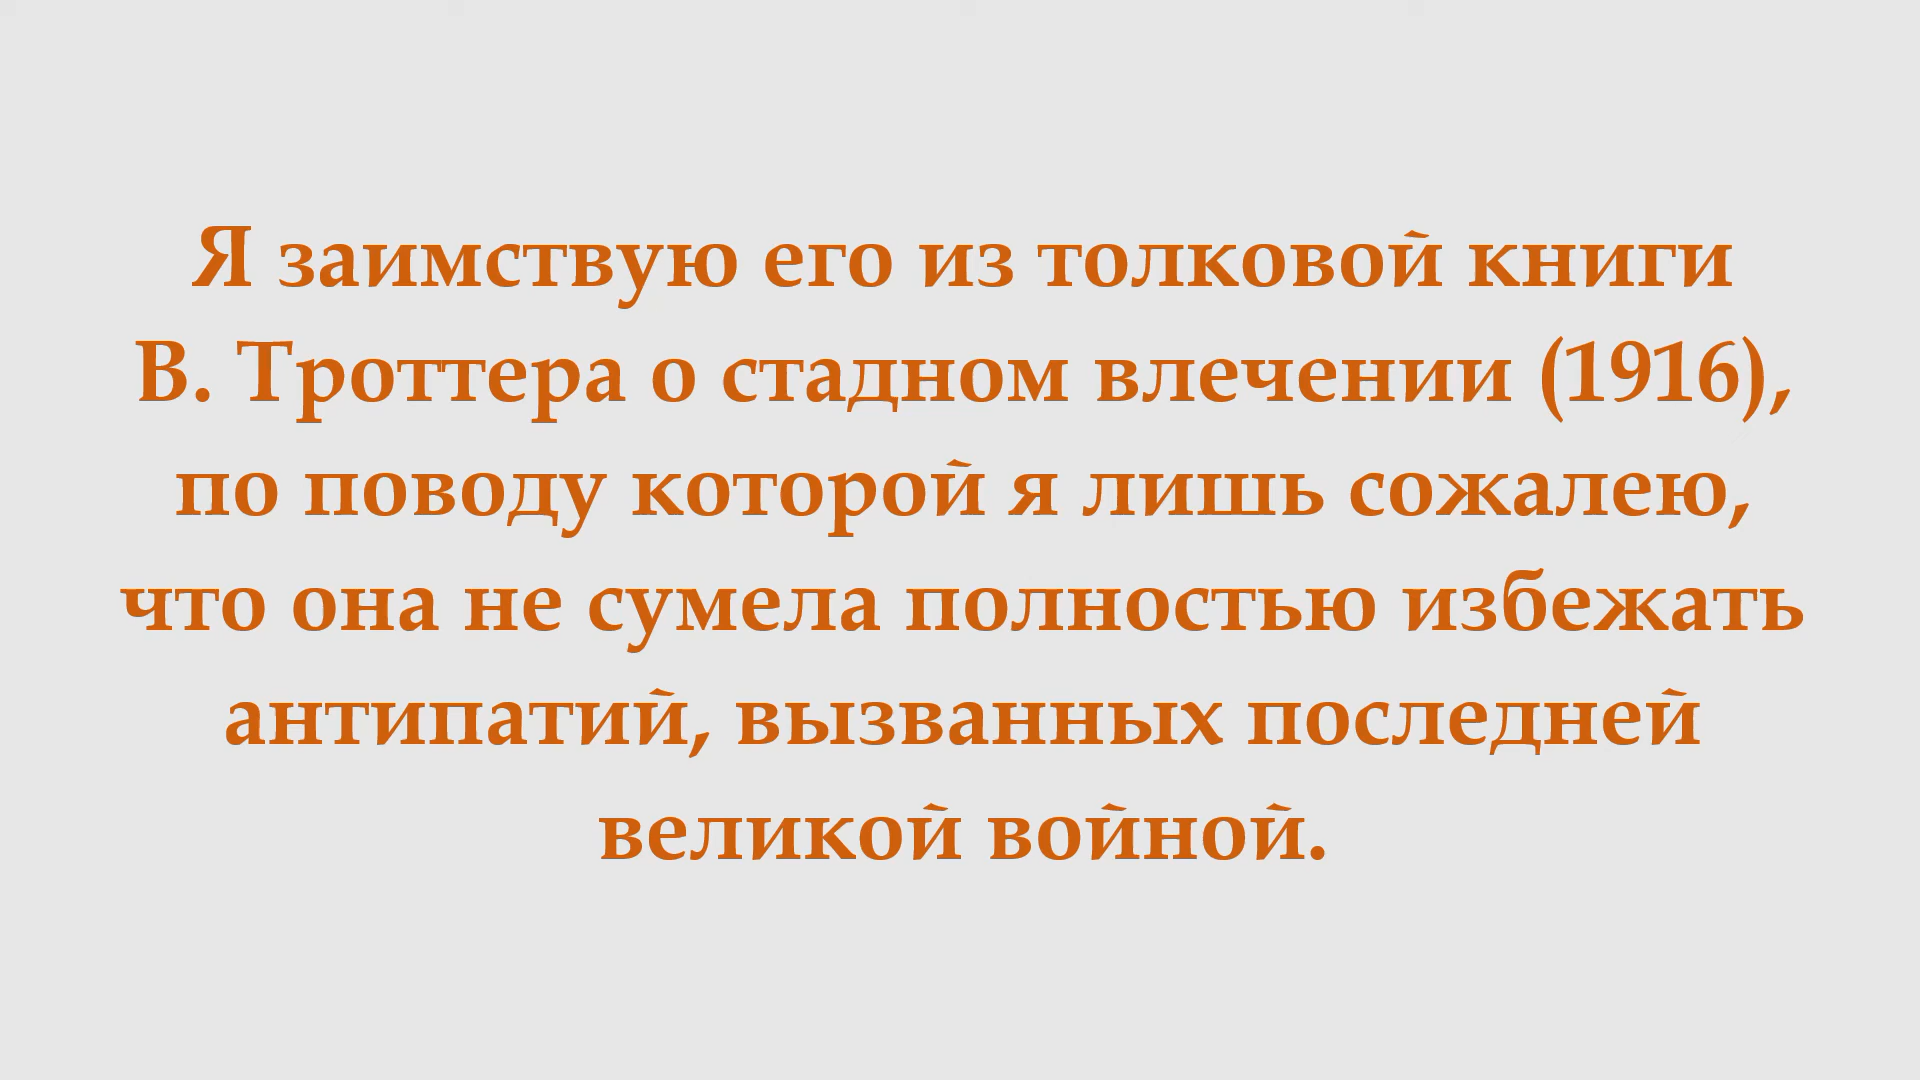 Я заимствую его из толковой книги
В. Троттера о стадном влечении (1916),
по поводу которой я лишь сожалею,
что она не сумела полностью избежать
антипатий, вызванных последней
великой войной.